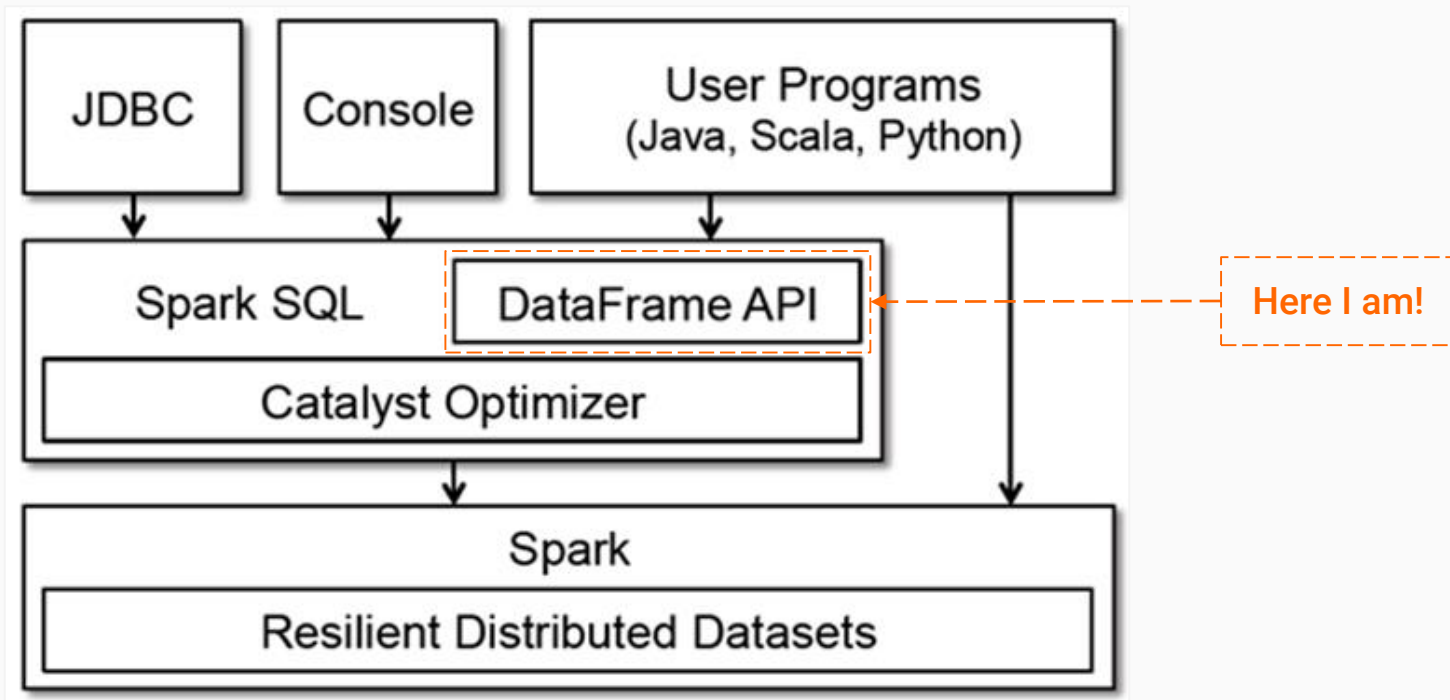 JDBC
Console
User Programs
(Java, Scala, Python)
Spark SQL
DataFrame API
Here I am!
Catalyst Optimizer
Spark
Resilient Distributed Datasets